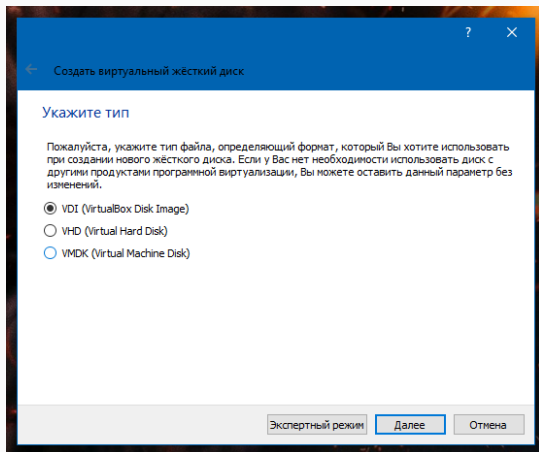 ?
Создать виртуальный жёсткий диск
Укажите тип
Пожалуйста, укажите тип файла, определяющий формат, который Вы хотите использовать
при создании нового жёсткого диска. Если у Вас нет необходимости использовать диск с
другими продуктами программной виртуализации, Вы можете оставить данный параметр без
изменений.
VDI (VirtualBox Disk Image)
VHD (Virtual Hard Disk)
VMDK (Virtual Machine Disk)
Экспертный режим Далее Отмена